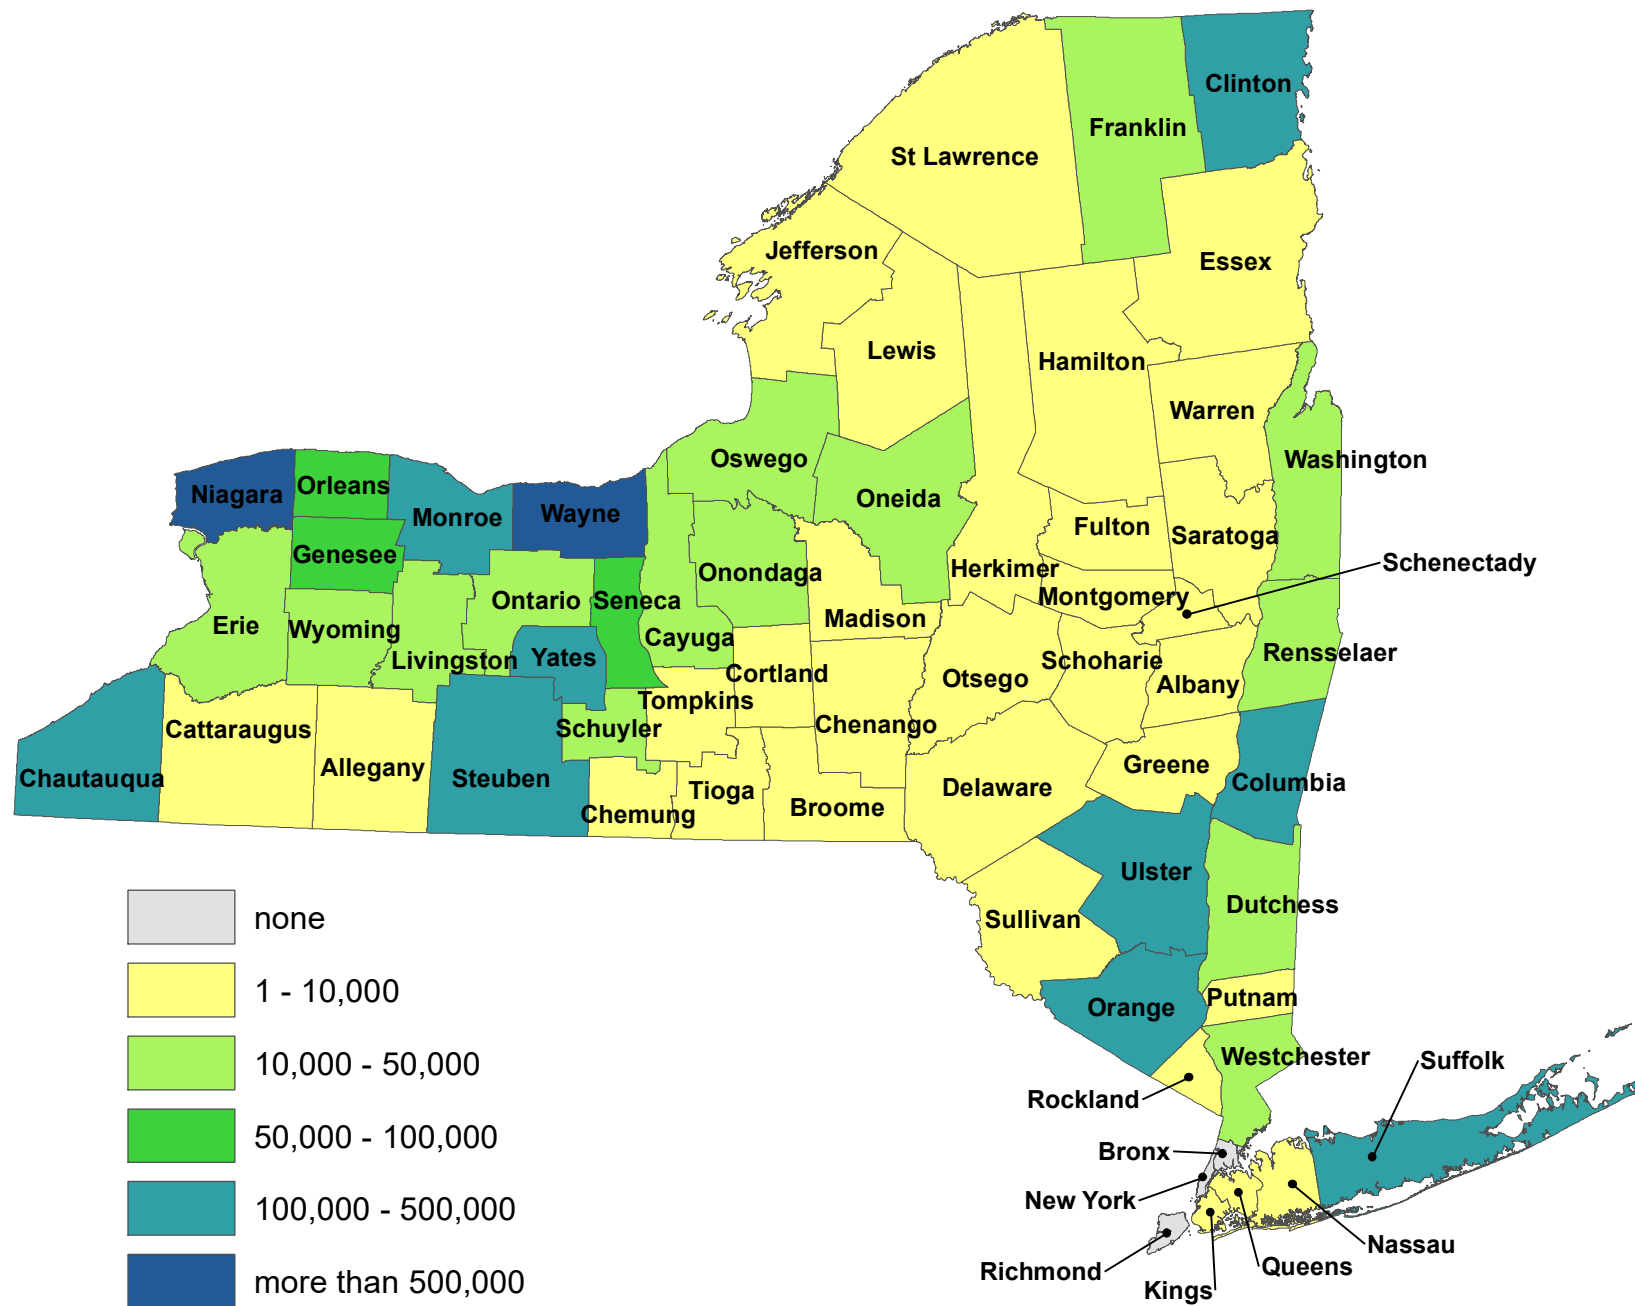 Clinton
Franklin
St Lawrence
Jefferson
Essex
Lewis
Hamilton
Warren
Oswego
Washington
Orleans
Niagara
Oneida
Wayne
Monroe
Fulton
Saratoga
Genesee
Schenectady
Herkimer
Onondaga
Montgomery
Ontario
Seneca
Madison
Erie
Wyoming
Cayuga
Rensselaer
Livingston
Yates
Schoharie
Cortland
Otsego
Albany
Tompkins
Chenango
Cattaraugus
Schuyler
Greene
Allegany
Chautauqua
Steuben
Columbia
Delaware
Tioga
Broome
Chemung
Ulster
Dutchess
Sullivan
Putnam
Orange
Westchester
Suffolk
Rockland
Bronx
New York
Nassau
Queens
Richmond
Kings
none
1 - 10,000
10,000 - 50,000
50,000 - 100,000
100,000 - 500,000
more than 500,000